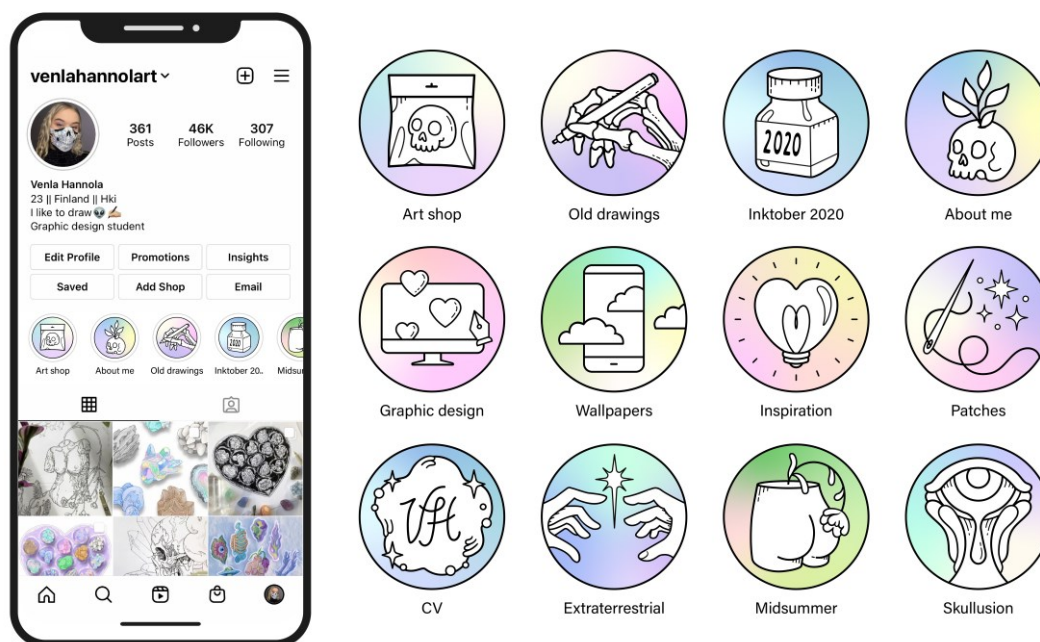 venlahannolart
361
46K
307
Posts
Followers
Following
Venla Hannola
23 || Finland || Hki
I like to draw👽✍🏼
Graphic design student
Edit Profile
Promotions
Insights
Saved
Add Shop
Email
2020
Art shop
About me
Old drawings
Inktober 20..
Midsur
2020
Art shop
Old drawings
Inktober 2020
About me
Graphic design
Wallpapers
Inspiration
Patches
VH
CV
Extraterrestrial
Midsummer
Skullusion